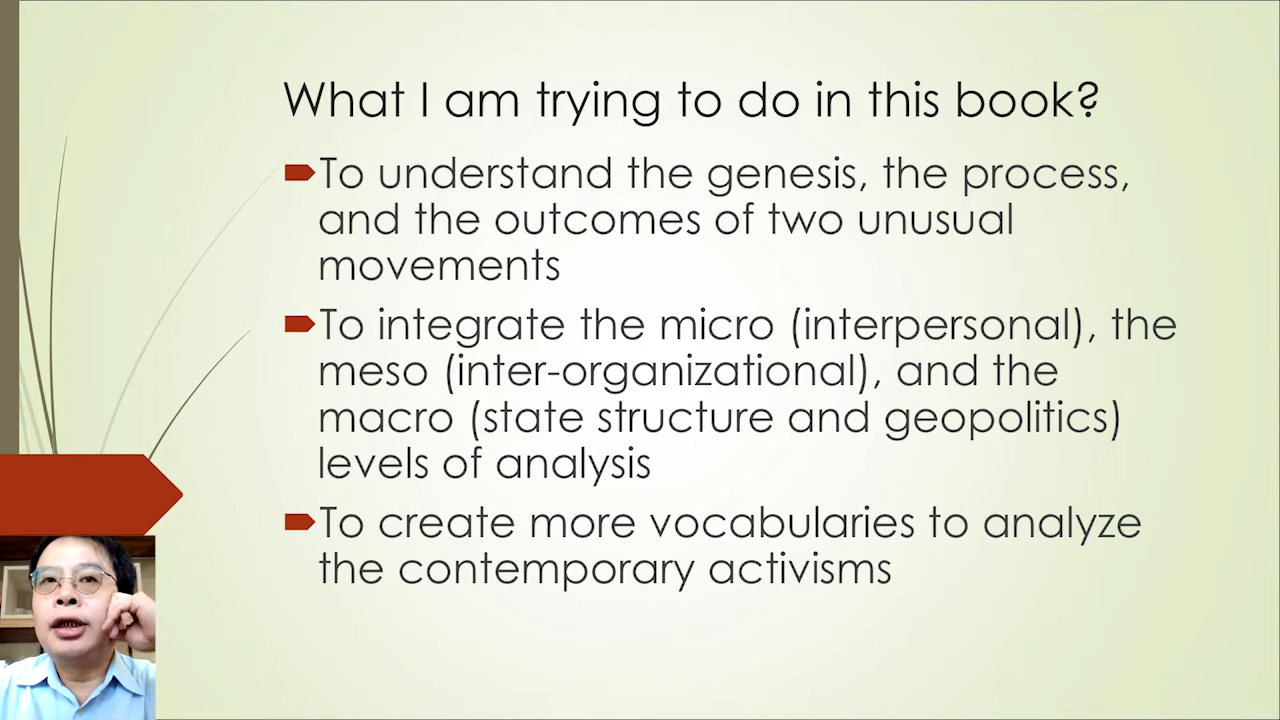 What I am trying to do in this book?
To understand the genesis, the process,
and the outcomes of two unusual
movements
To integrate the micro (interpersonal), the
meso (inter-organizational), and the
macro (state structure and geopolitics)
levels of analysis
To create more vocabularies to analyze
the contemporary activisms